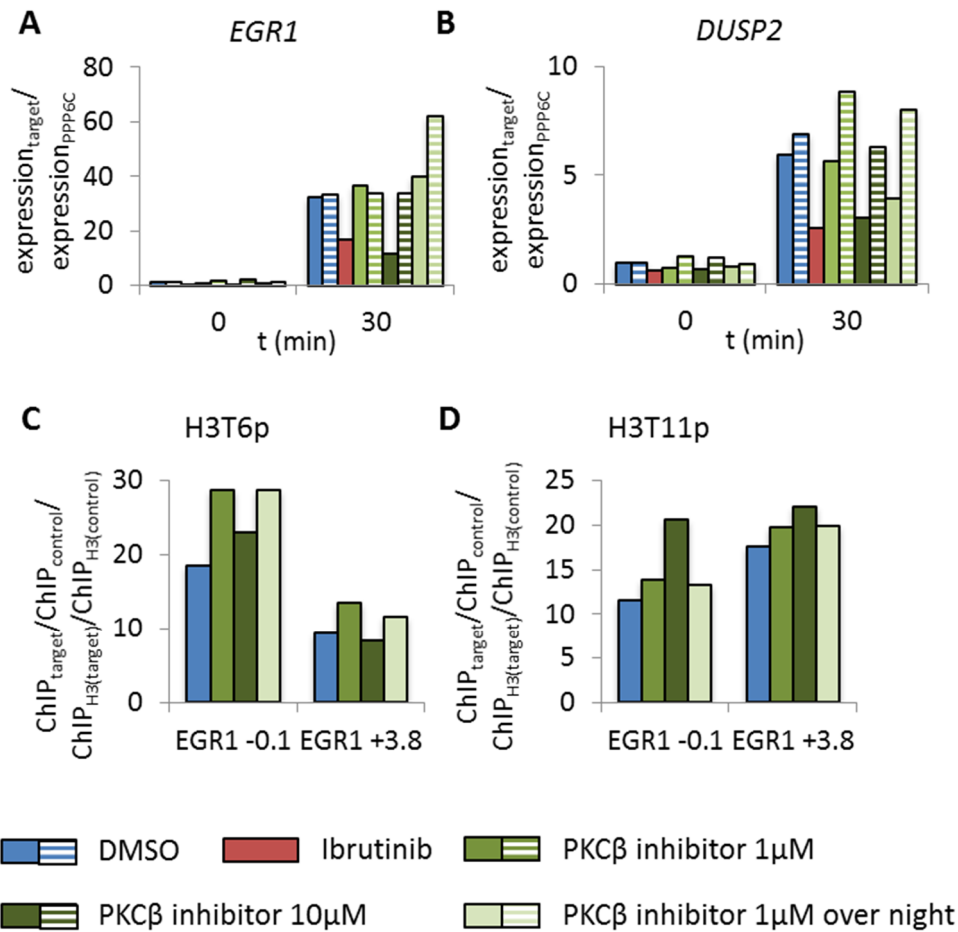 A
EGR1
B
DUSP2
expressiontarget/
expressionPPP6C
80
60
40
20
0
0
30
t (min)
expressiontarget/
expressionPPP6C
10
5
0
0
30
t (min)
C
H3T6p
D
H3T11p
ChIPtarget/ChIPcontrol/
ChIPH3(target)/ChIPH3(control)
30
20
10
0
EGR1 -0.1 EGR1 +3.8
ChIPtarget/ChIPcontrol/
ChIPH3(target)/ChIPH3(control)
25
20
15
10
5
0
EGR1 -0.1 EGR1 +3.8
DMSO
Ibrutinib
PKCβ inhibitor 1µM
PKCβ inhibitor 10µM
PKCβ inhibitor 1µM over night